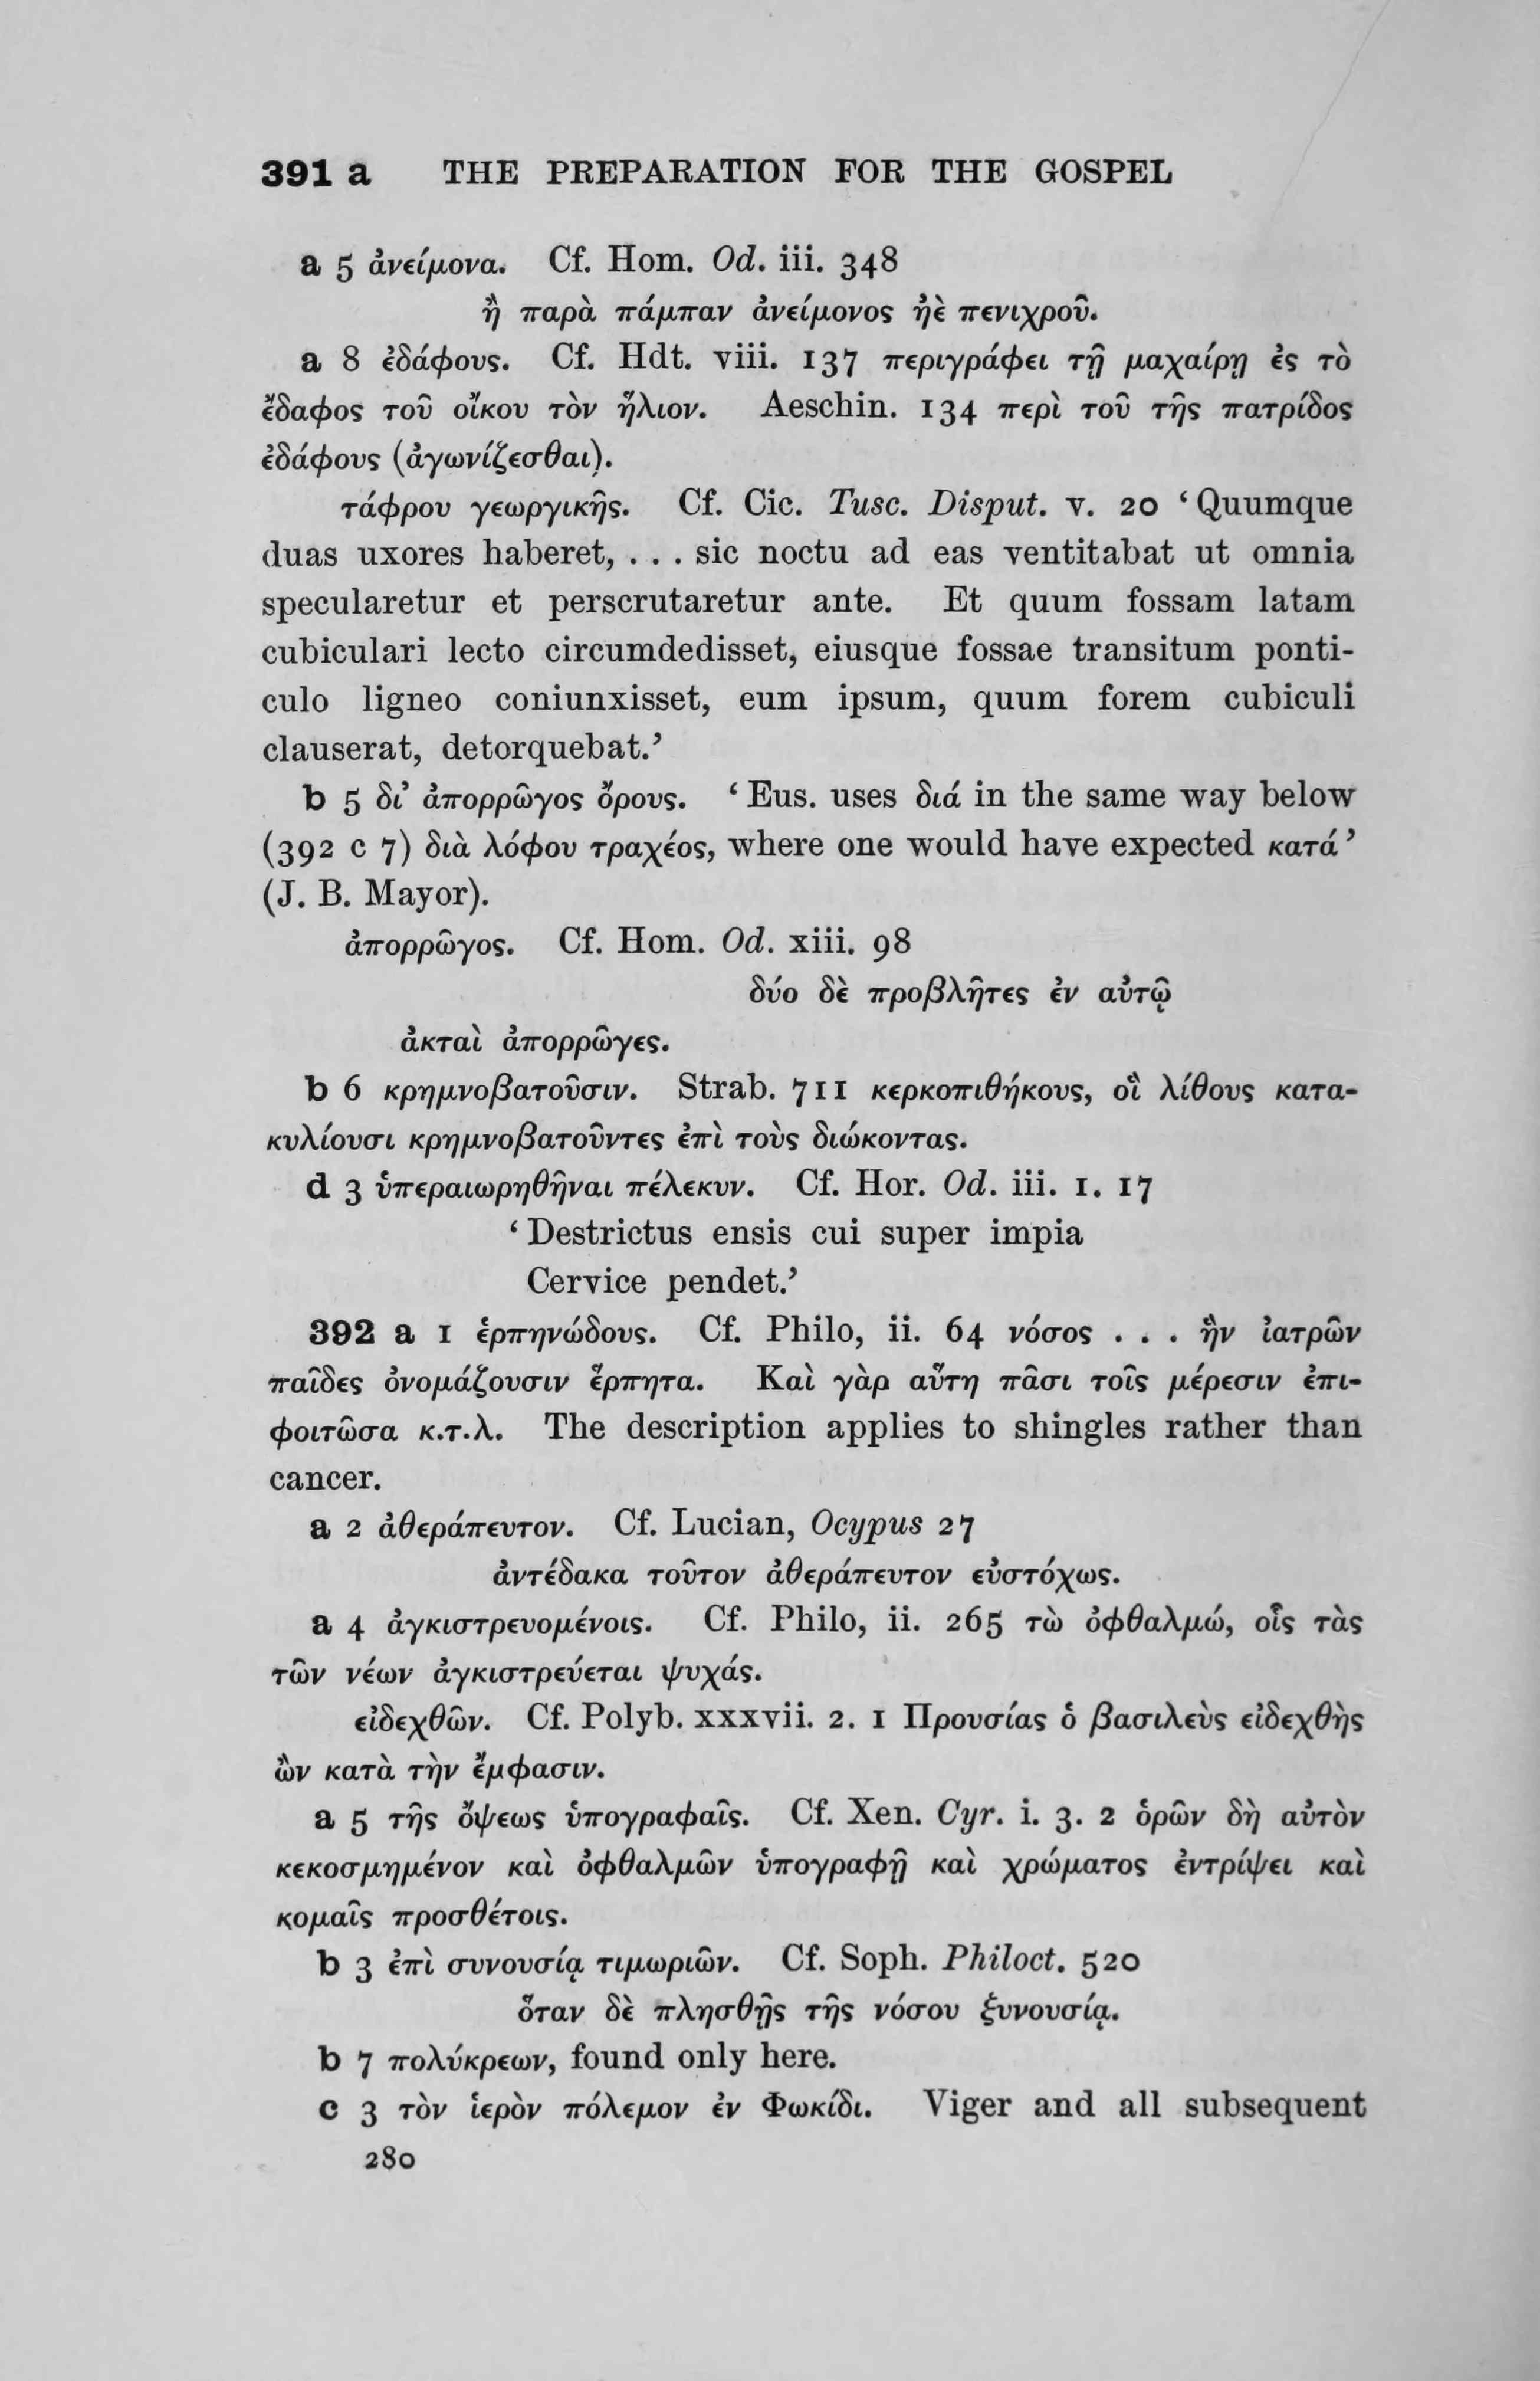 391 a THE PREPARATION FOR THE GOSPEL
a 5 ἀνείμονα. Cf. Hom. Od. iii. 348
ἢ παρὰ πάμπαν ἀνείμονος ἠὲ πενιχροῦ.
a 8 ἐδάφους. Cf. Hdt. viii. 137 περιγράφει τῇ μαχαίρῃ ἐς τὸ
ἔδαφος τοῦ οἴκου τὸν ἥλιον. Aeschin. 134 περὶ τοῦ τῆς πατρίδος
ἐδάφους (ἀγωνίζεσθαι).
τάφρου γεωργικῆς. Cf. Cic. Tusc. Disput. v. 20 ‘Quumque
duas uxores haberet, . . . sic noctu ad eas ventitabat ut omnia
specularetur et perscrutaretur ante. Et quum fossam latam
cubiculari lecto circumdedisset, eiusque fossae transitum ponti-
culo ligneo coniunxisset, eum ipsum, quum forem cubiculi
clauserat, detorquebat.’
b 5 δι’ ἀπορρῶγος ὄρους. ‘Eus. uses διά in the same way below
(392 c 7) διὰ λόφου τραχέος, where one would have expected κατά’
(J. B. Mayor).
ἀπορρῶγος. Cf. Hom. Od. xiii. 98
δύο δὲ προβλῆτες ἐν αὐτῷ
ἀκταὶ ἀπορρῶγες.
b 6 κρημνοβατοῦσιν. Strab. 711 κερκοπιθήκους, οἳ λίθους κατα-
κυλίουσι κρημνοβατοῦντες ἐπὶ τοὺς διώκοντας.
d 3 ὑπεραιωρηθῆναι πέλεκυν. Cf. Hor. Od. iii. 1. 17
‘Destrictus ensis cui super impia
Cervice pendet.’
392 a 1 ἑρπηνώδους. Cf. Philo, ii. 64 νόσος . . . ἣν ἰατρῶν
παῖδες ὀνομάζουσιν ἕρπητα. Καὶ γὰρ αὕτη πᾶσι τοῖς μέρεσιν ἐπι-
φοιτῶσα κ.τ.λ. The description applies to shingles rather than
cancer.
a 2 ἀθεράπευτον. Cf. Lucian, Ocypus 27
ἀντέδακα τοῦτον ἀθεράπευτον εὐστόχως.
a 4 ἀγκιστρευομένοις. Cf. Philo, ii. 265 τὼ ὀφθαλμώ, οἷς τὰς
τῶν νέων ἀγκιστρεύεται ψυχάς.
εἰδεχθῶν. Cf. Polyb. xxxvii. 2. 1 Προυσίας ὁ βασιλεὺς εἰδεχθὴς
ὢν κατὰ τὴν ἔμφασιν.
a 5 τῆς ὄψεως ὑπογραφαῖς. Cf. Xen. Cyr. i. 3. 2 ὁρῶν δὴ αὐτὸν
κεκοσμημένον καὶ ὀφθαλμῶν ὑπογραφῇ καὶ χρώματος ἐντρίψει καὶ
κομαῖς προσθέτοις.
b 3 ἐπὶ συνουσίᾳ τιμωριῶν. Cf. Soph. Philoct. 520
ὅταν δὲ πλησθῇς τῆς νόσου ξυνουσίᾳ.
b 7 πολύκρεων, found only here.
c 3 τὸν ἱερὸν πόλεμον ἐν Φωκίδι. Viger and all subsequent
280